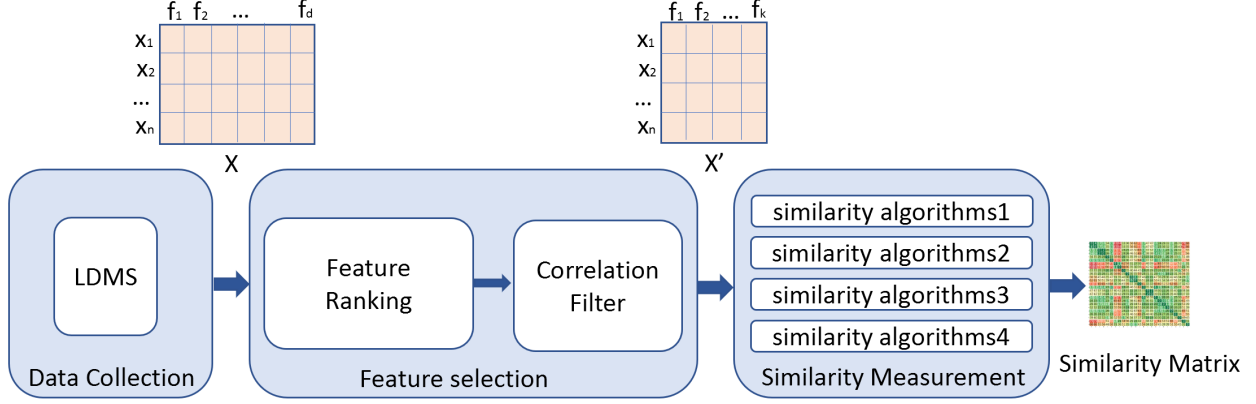 f1 f2 ... fd
x1
x2
...
xn
X
f1 f2 ... fk
x1
x2
...
xn
X’
LDMS
Data Collection
Feature
Ranking
Correlation
Filter
Feature selection
similarity algorithms1
similarity algorithms2
similarity algorithms3
similarity algorithms4
Similarity Measurement
Similarity Matrix